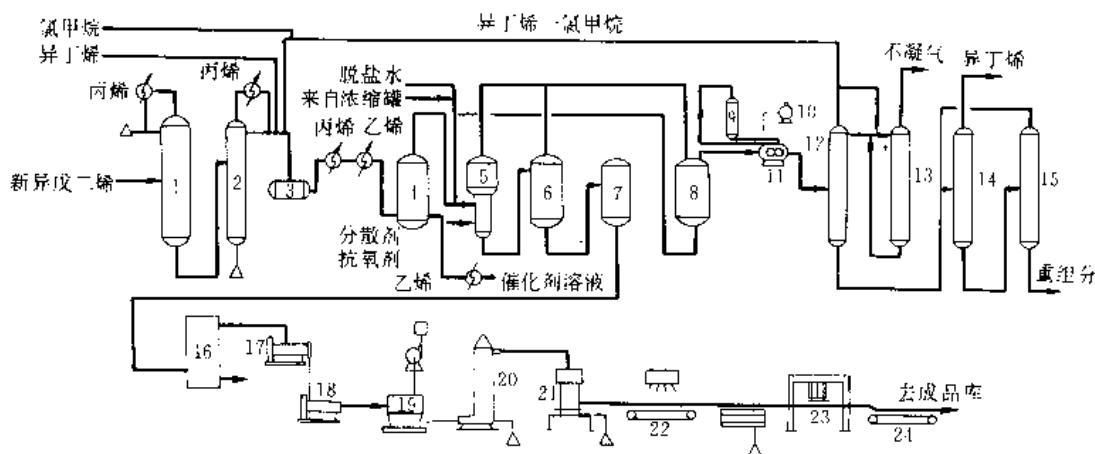 氯甲烷
异丁烯
异丁烯—氯甲烷
丙烯
丙烯
脱盐水
来自浓缩罐
丙烯 乙烯
不凝气
异丁烯
新异戊二烯
1
2
3
4
5
6
7
8
9
10
11
12
13
14
15
分散剂
抗氧剂
乙烯
催化剂溶液
重组分
16
17
18
19
20
21
22
23
24
去成品库